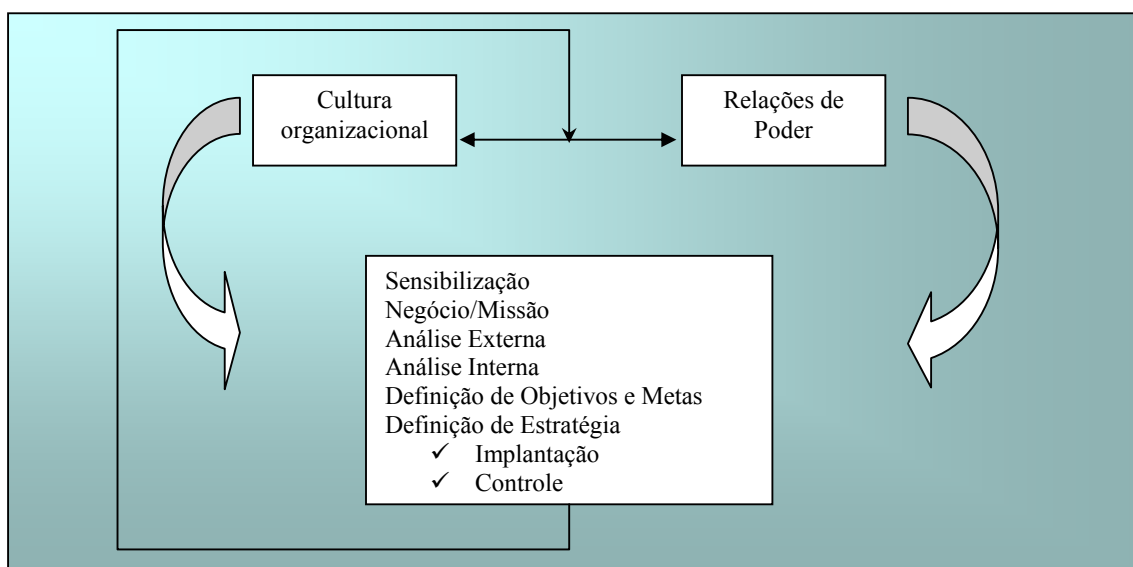 Cultura
organizacional
Relações de
Poder
Sensibilização
Negócio/Missão
Análise Externa
Análise Interna
Definição de Objetivos e Metas
Definição de Estratégia
✓ Implantação
✓ Controle